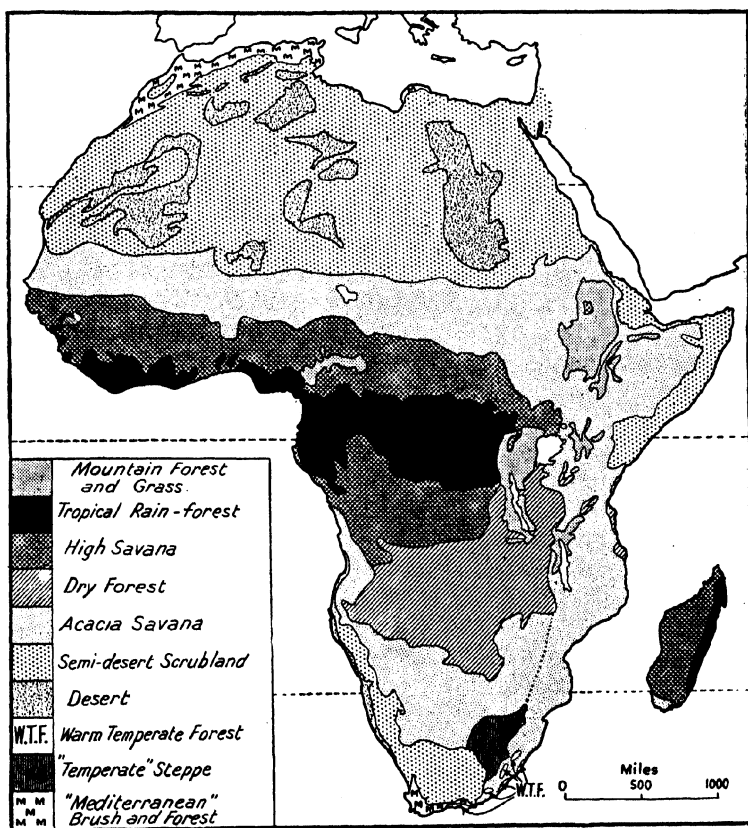 M M M M M M
M M M
M M
M M
Mountain Forest
and Grass.
Tropical Rain-forest
High Savana
Dry Forest
Acacia Savana
Semi-desert Scrubland
Desert
W.T.F. Warm Temperate Forest
"Temperate" Steppe
M M
M
M M
"Mediterranean"
Brush and Forest
M M M
W.T.F.
Miles
0 500 1000